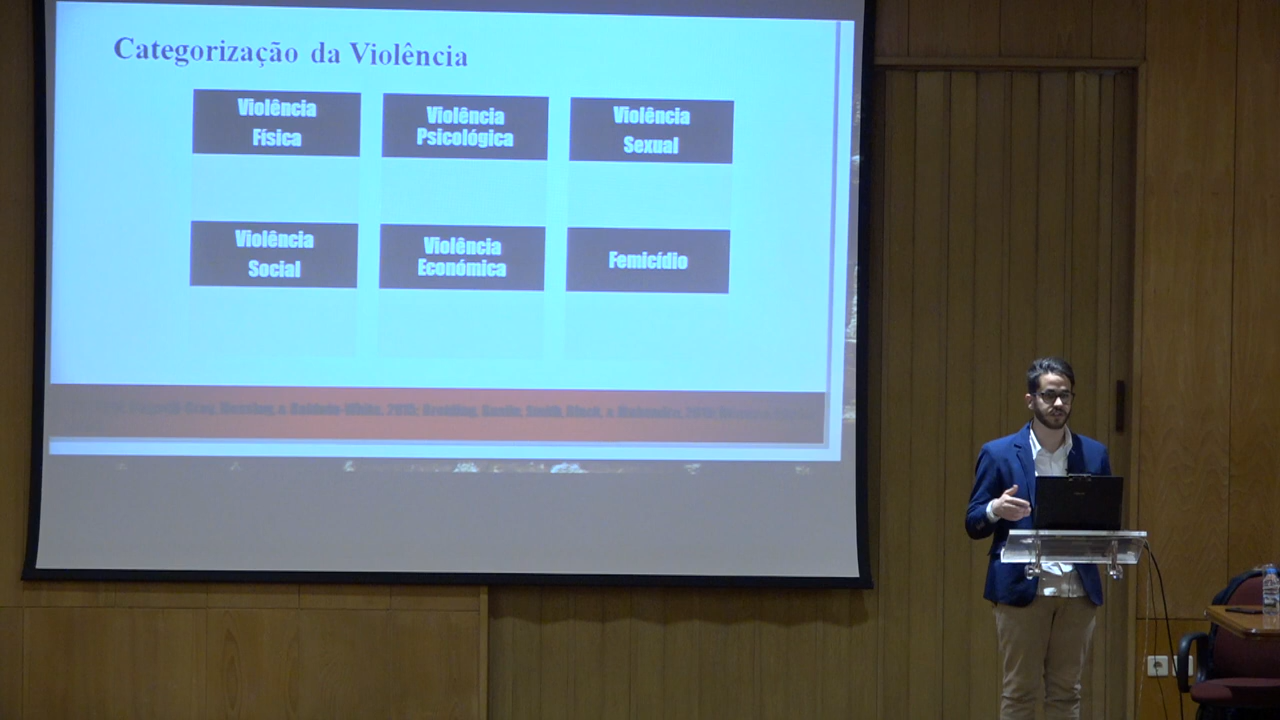 Categorização da Violência
Violência
Física
Violência
Psicológica
Violência
Sexual
Violência
Social
Violência
Económica
Femicídio